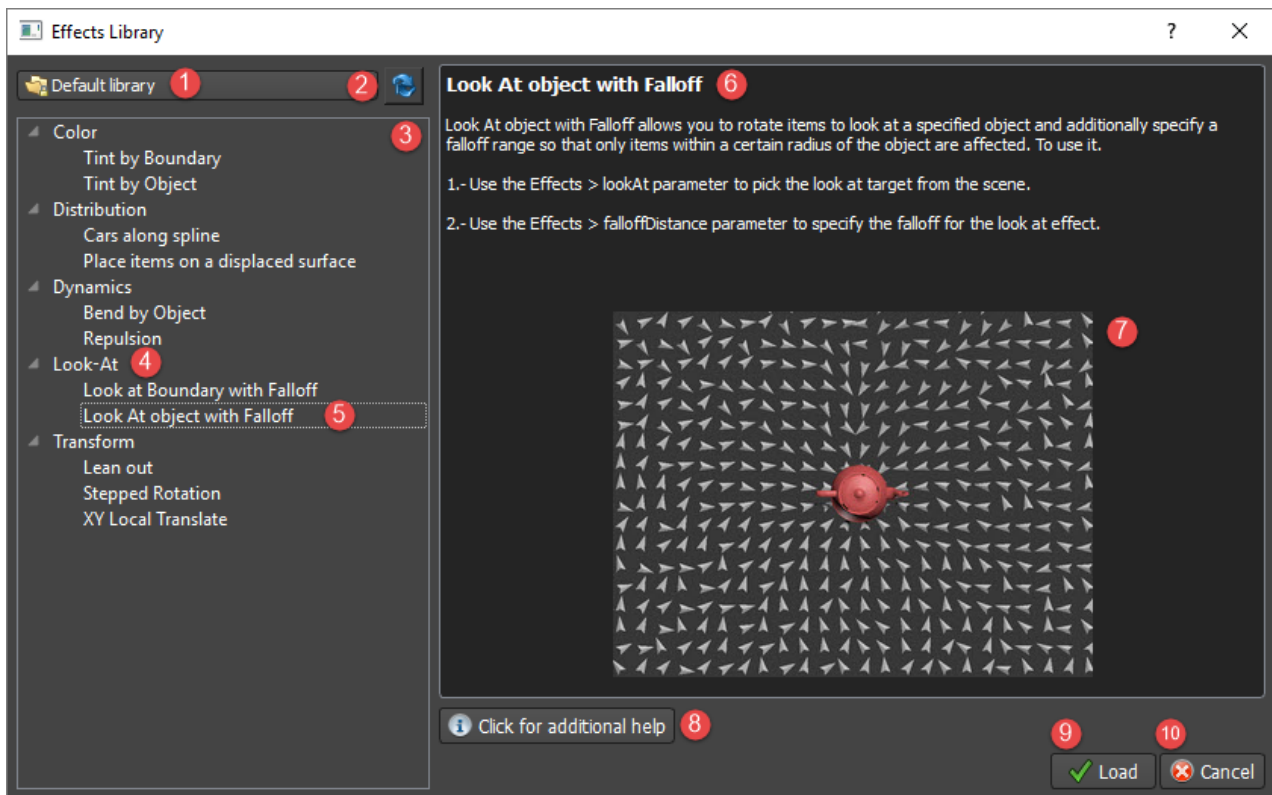 Effects Library
?
Default library 1
2
3
Color
Tint by Boundary
Tint by Object
Distribution
Cars along spline
Place items on a displaced surface
Dynamics
Bend by Object
Repulsion
Look-At 4
Look at Boundary with Falloff
Look At object with Falloff 5
Transform
Lean out
Stepped Rotation
XY Local Translate
Look At object with Falloff 6
Look At object with Falloff allows you to rotate items to look at a specified object and additionally specify a
falloff range so that only items within a certain radius of the object are affected. To use it.
1.- Use the Effects > lookAt parameter to pick the look at target from the scene.
2.- Use the Effects > falloffDistance parameter to specify the falloff for the look at effect.
7
Click for additional help 8
9 10
Load Cancel